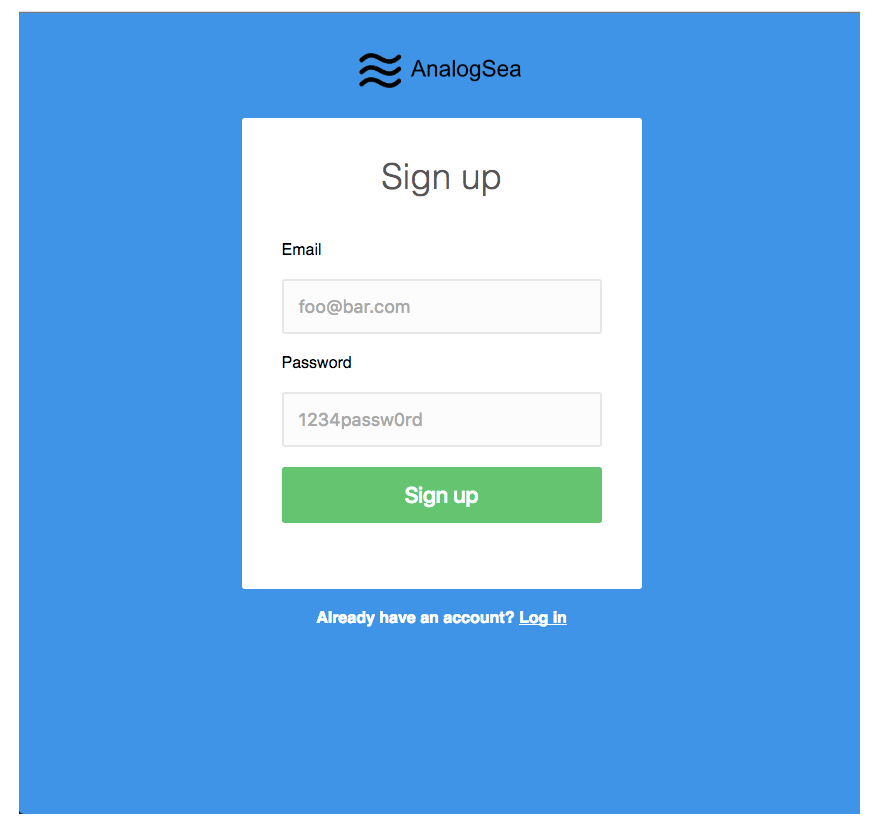 AnalogSea
Sign up
Email
foo@bar.com
Password
1234passw0rd
Sign up
Already have an account? Log in